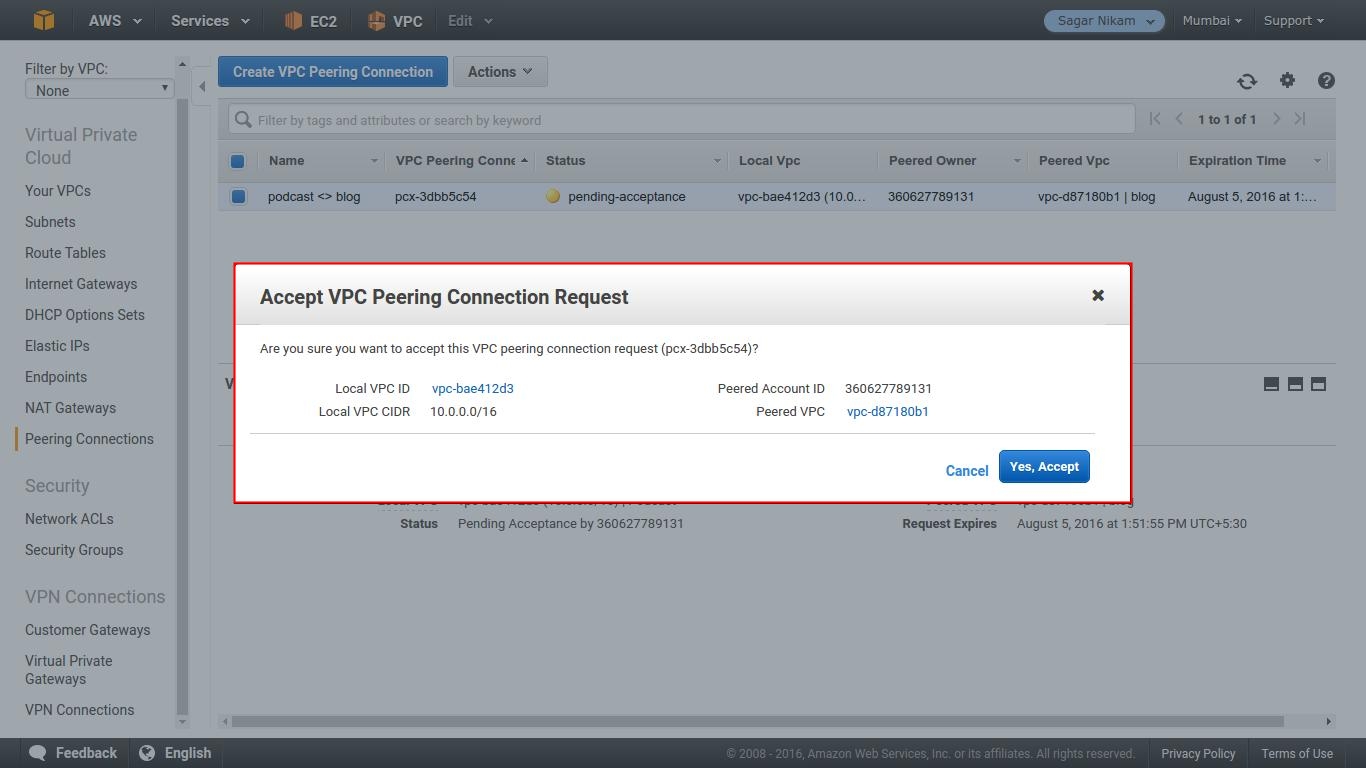 AWS Services EC2 VPC Edit Sagar Nikam Mumbai Support
Filter by VPC:
None
Virtual Private
Cloud
Your VPCs
Subnets
Route Tables
Internet Gateways
DHCP Options Sets
Elastic IPs
Endpoints
NAT Gateways
Peering Connections
Security
Network ACLs
Security Groups
VPN Connections
Customer Gateways
Virtual Private
Gateways
VPN Connections
Create VPC Peering Connection Actions
Filter by tags and attributes or search by keyword 1 to 1 of 1
Name VPC Peering Conne Status Local Vpc Peered Owner Peered Vpc Expiration Time
podcast <> blog pcx-3dbb5c54 pending-acceptance vpc-bae412d3 (10.0... 360627789131 vpc-d87180b1 | blog August 5, 2016 at 1:...
Accept VPC Peering Connection Request
Are you sure you want to accept this VPC peering connection request (pcx-3dbb5c54)?
Local VPC ID vpc-bae412d3 Peered Account ID 360627789131
Local VPC CIDR 10.0.0.0/16 Peered VPC vpc-d87180b1
Cancel Yes, Accept
Status Pending Acceptance by 360627789131 Request Expires August 5, 2016 at 1:51:55 PM UTC+5:30
Feedback English © 2008 - 2016, Amazon Web Services, Inc. or its affiliates. All rights reserved. Privacy Policy Terms of Use